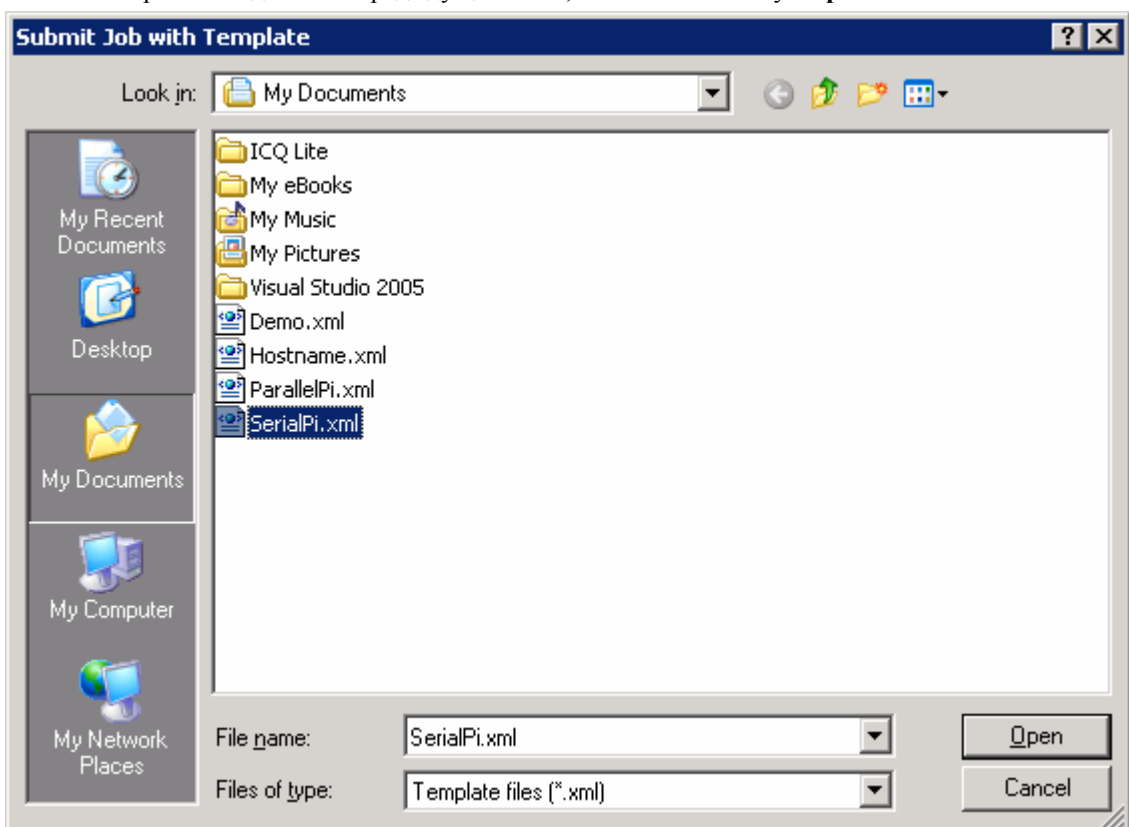 Submit Job with Template
Look in: My Documents
My Recent Documents
Desktop
My Documents
My Computer
My Network Places
ICQ Lite
My eBooks
My Music
My Pictures
Visual Studio 2005
Demo.xml
Hostname.xml
ParallelPi.xml
SerialPi.xml
File name: SerialPi.xml
Open
Files of type: Template files (*.xml)
Cancel